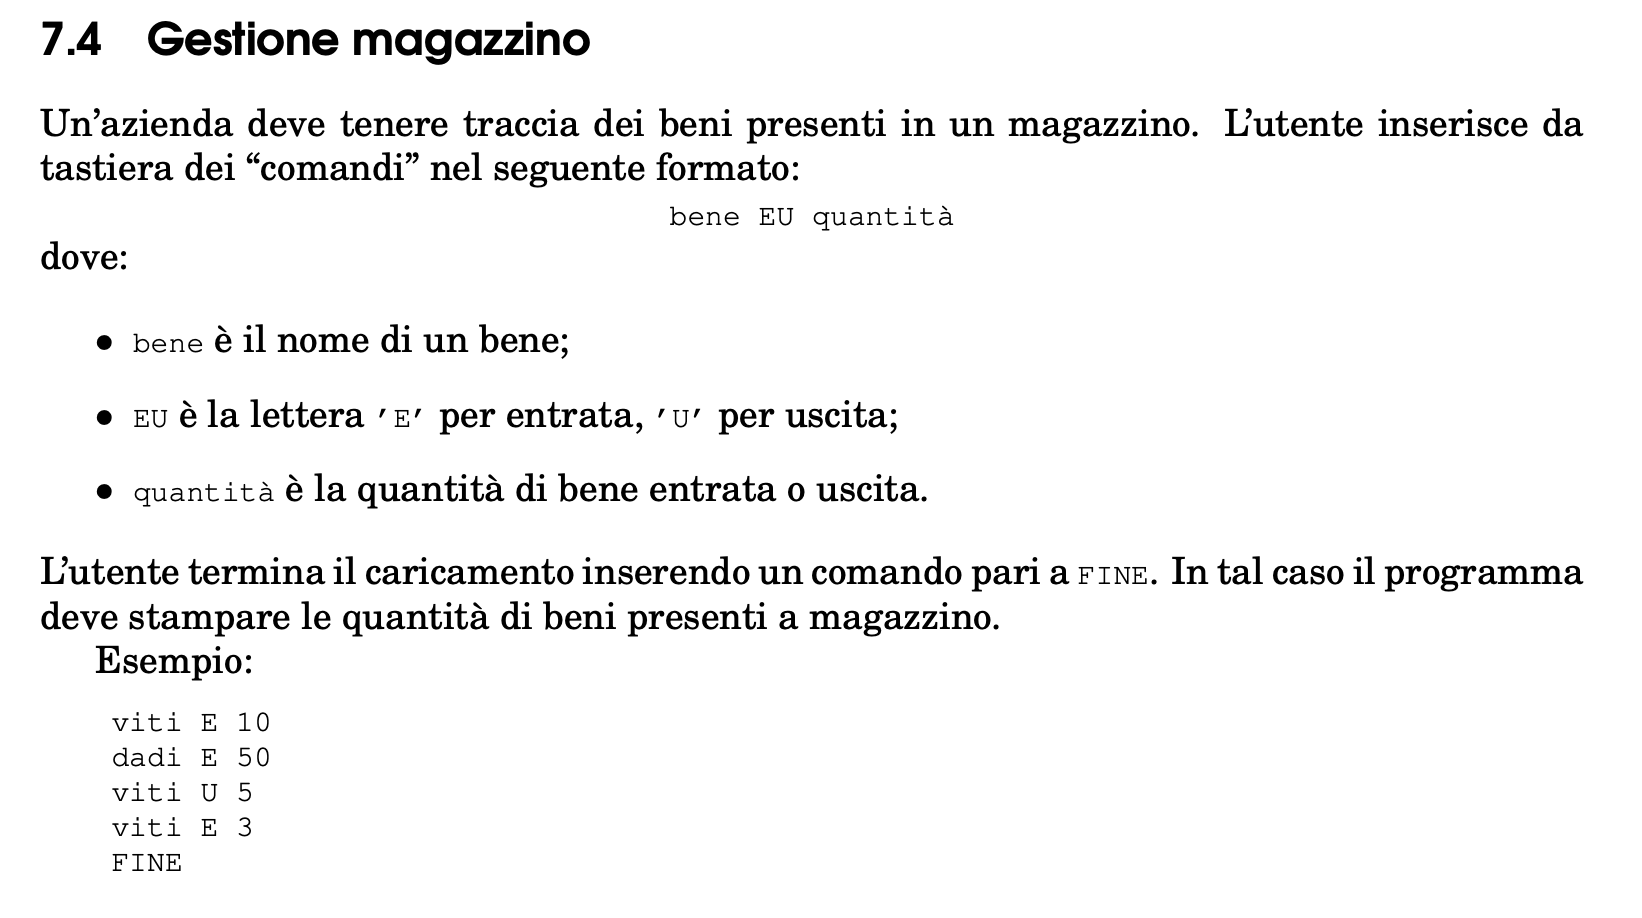 7.4 Gestione magazzino
Un’azienda deve tenere traccia dei beni presenti in un magazzino. L’utente inserisce da
tastiera dei “comandi” nel seguente formato:
bene EU quantità
dove:
• bene è il nome di un bene;
• EU è la lettera ’E’ per entrata, ’U’ per uscita;
• quantità è la quantità di bene entrata o uscita.
L’utente termina il caricamento inserendo un comando pari a FINE. In tal caso il programma
deve stampare le quantità di beni presenti a magazzino.
Esempio:
viti E 10
dadi E 50
viti U 5
viti E 3
FINE